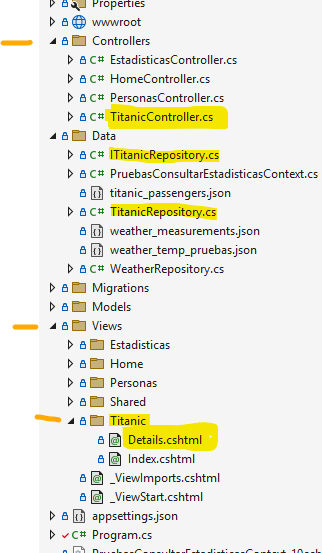 Properties
wwwroot
Controllers
C# EstadisticasController.cs
C# HomeController.cs
C# PersonasController.cs
C# TitanicController.cs
Data
C# ITitanicRepository.cs
C# PruebasConsultarEstadisticasContext.cs
titanic_passengers.json
C# TitanicRepository.cs
weather_measurements.json
weather_temp_pruebas.json
C# WeatherRepository.cs
Migrations
Models
Views
Estadisticas
Home
Personas
Shared
Titanic
Details.cshtml
Index.cshtml
_ViewImports.cshtml
_ViewStart.cshtml
appsettings.json
C# Program.cs